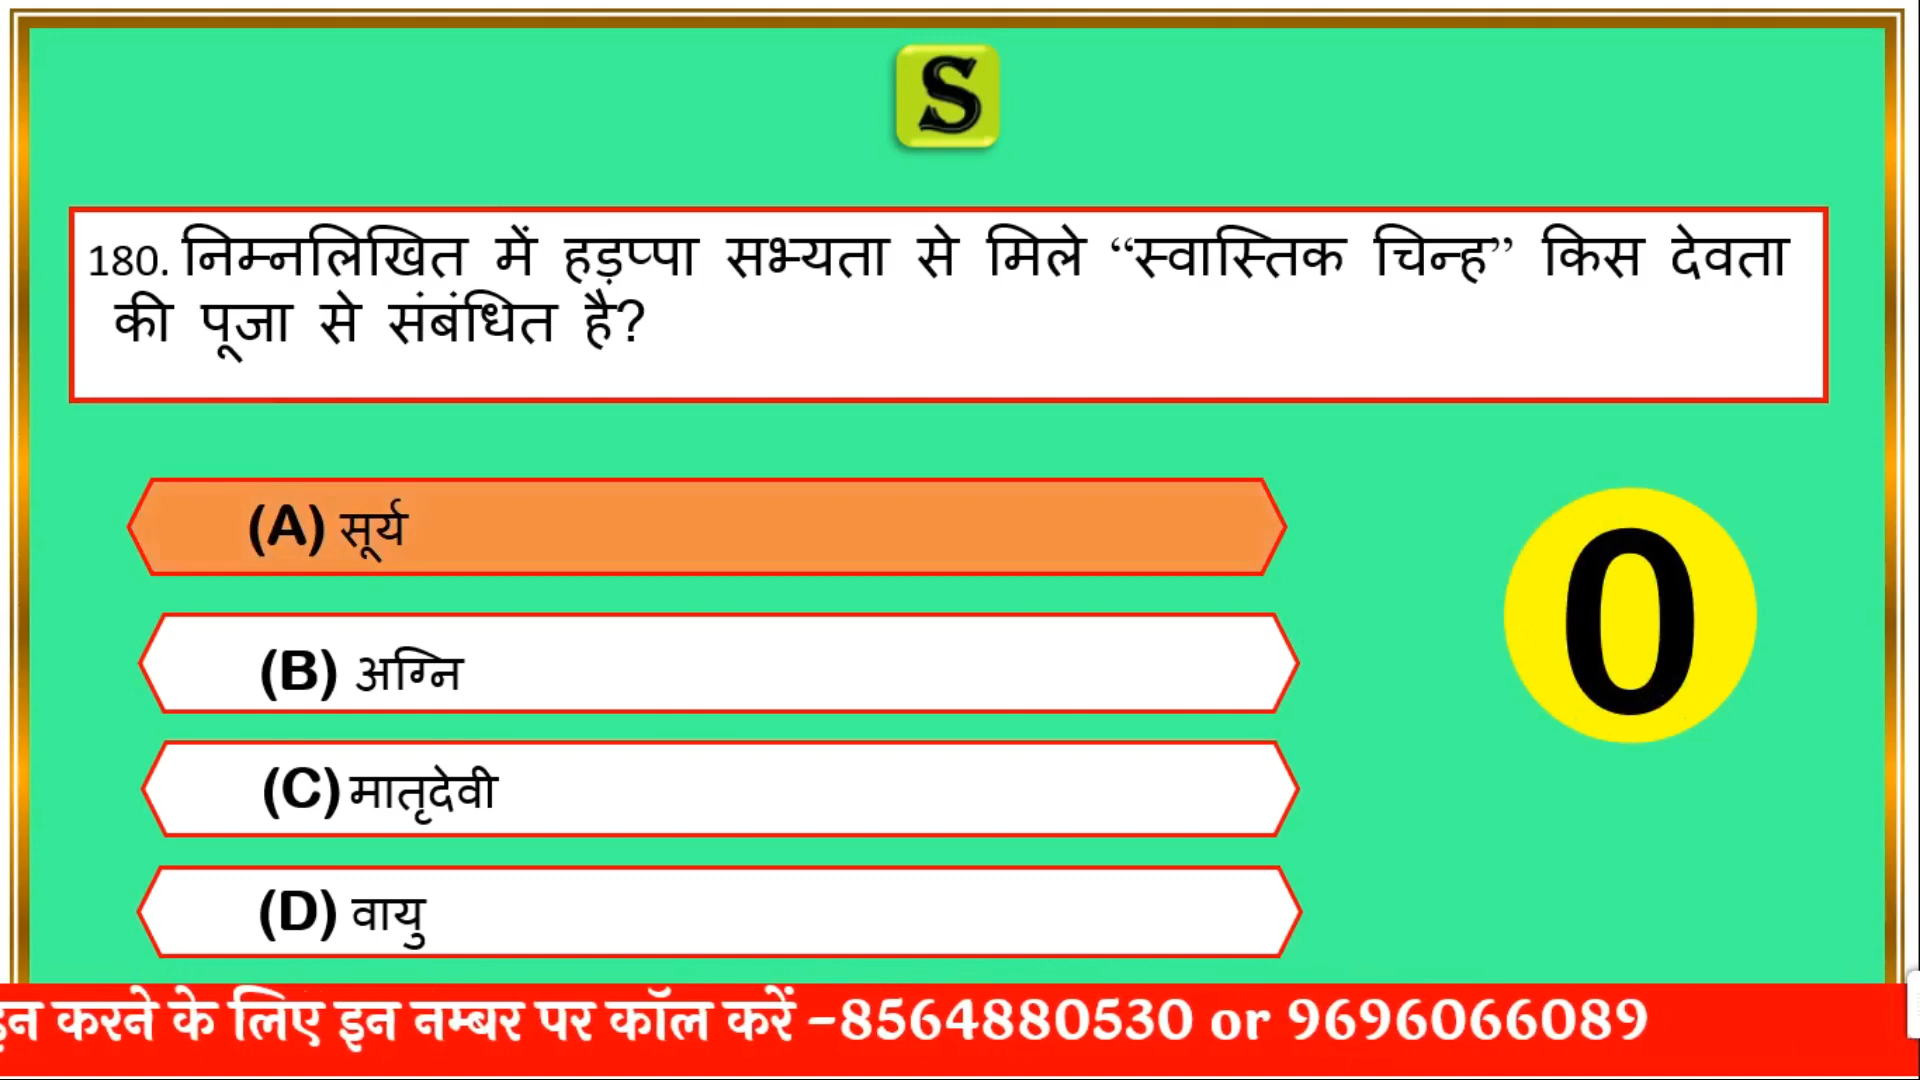 S
180. निम्नलिखित में हड़प्पा सभ्यता से मिले “स्वास्तिक चिन्ह” किस देवता
की पूजा से संबंधित है?
(A) सूर्य
0
(B) अग्नि
(C) मातृदेवी
(D) वायु
करने के लिए इन नम्बर पर कॉल करें –8564880530 or 9696066089